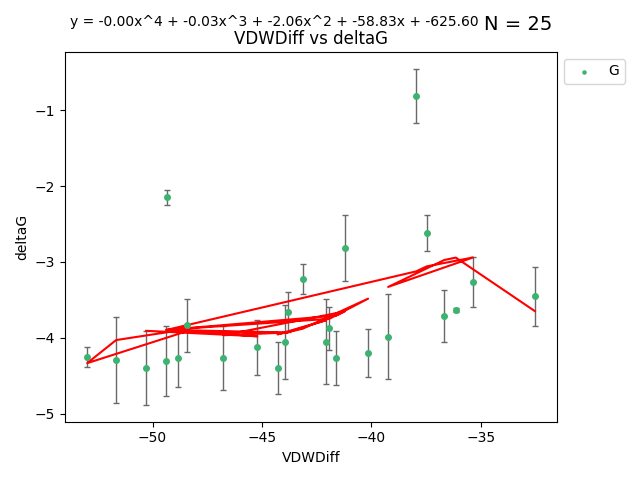 y = -0.00x^4 + -0.03x^3 + -2.06x^2 + -58.83x + -625.60 N = 25
VDWDiff vs deltaG
G
−1
−2
−3
−4
−5
deltaG
−50 −45 −40 −35
VDWDiff